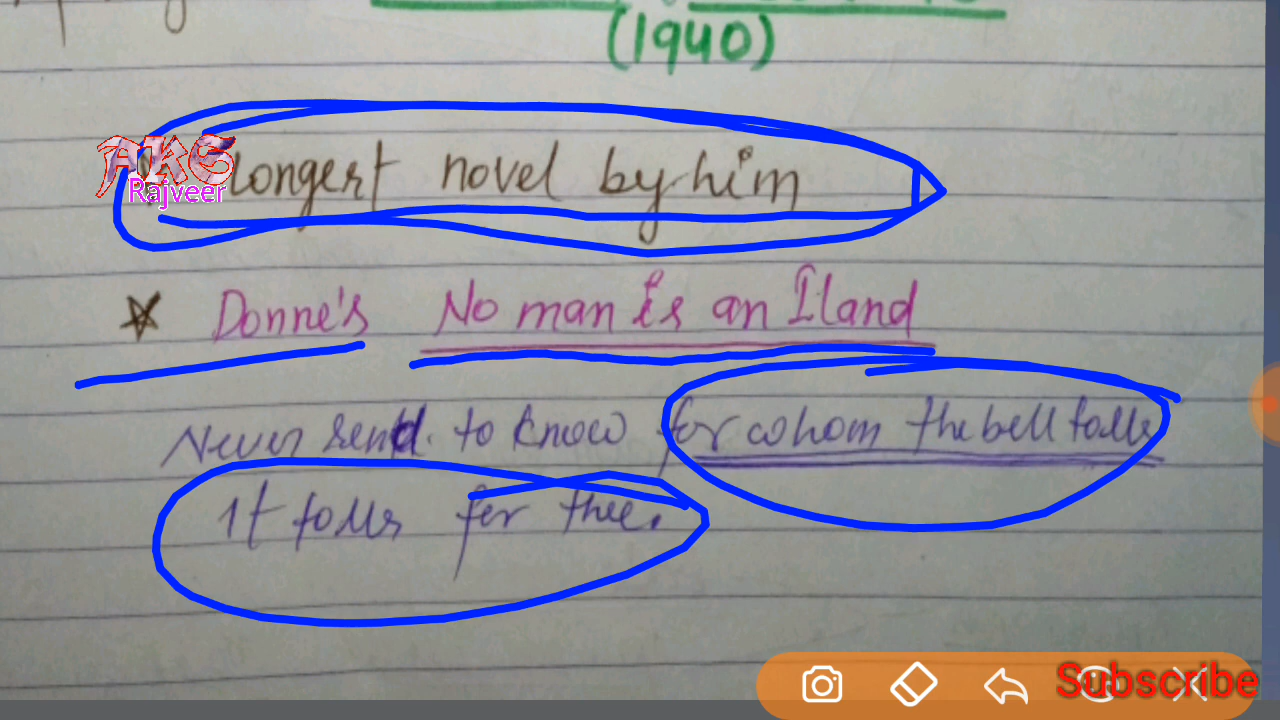 (1940)
AKS
Rajveer
longest novel by him
Donne's No man is an Iland
Never send to know for whom the bell tolls
It tolls for thee.
Subscribe